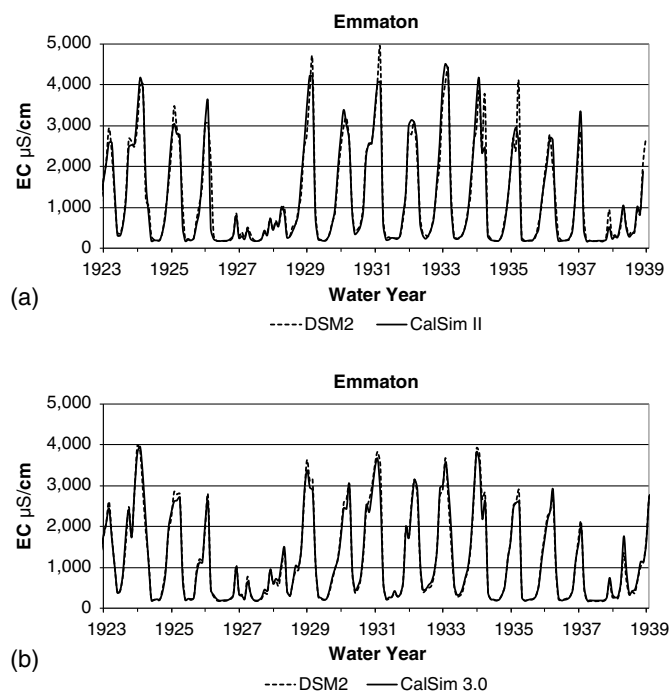 Emmaton
5,000
4,000
3,000
2,000
1,000
0
EC µS/cm
1923 1925 1927 1929 1931 1933 1935 1937 1939
Water Year
(a)
DSM2 CalSim II
Emmaton
5,000
4,000
3,000
2,000
1,000
0
EC µS/cm
1923 1925 1927 1929 1931 1933 1935 1937 1939
Water Year
(b)
DSM2 CalSim 3.0